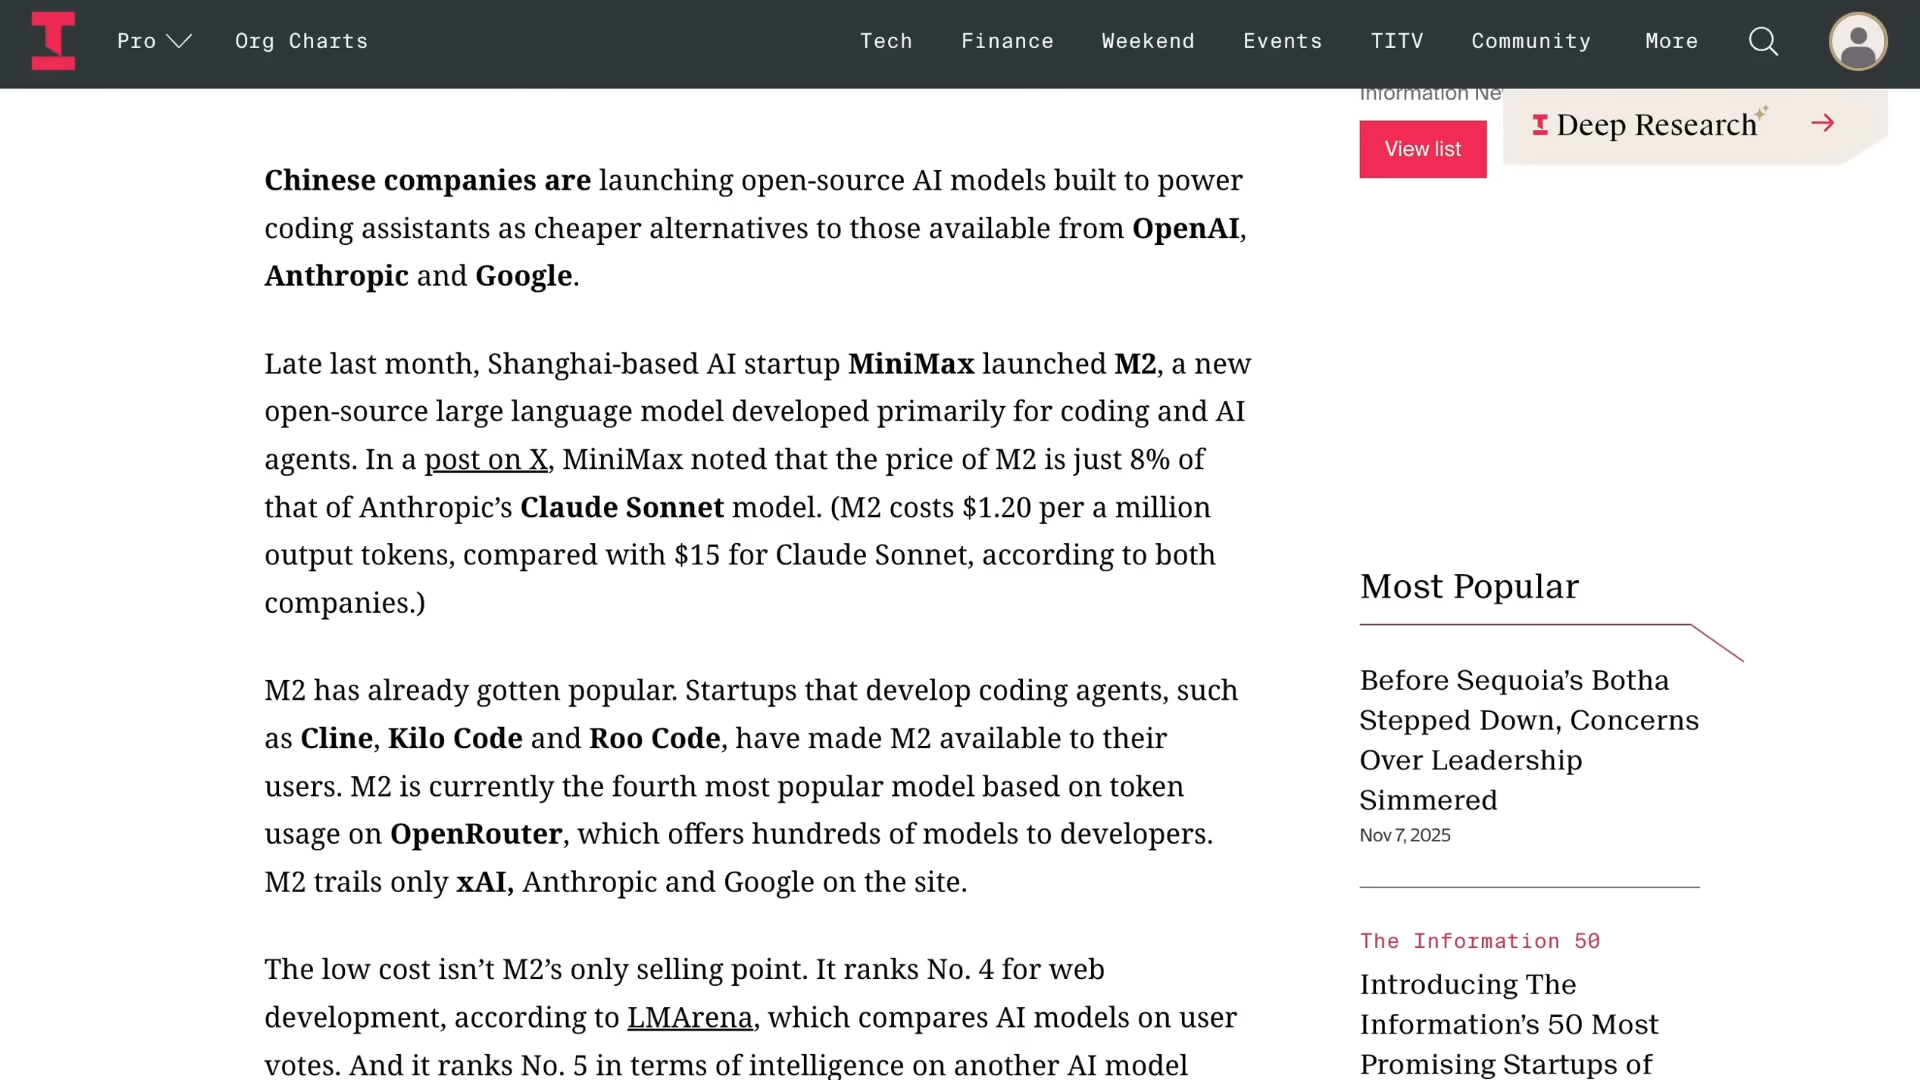 Pro
Org Charts
Tech
Finance
Weekend
Events
TITV
Community
More
Information Ne
View list
Deep Research
Chinese companies are launching open-source AI models built to power
coding assistants as cheaper alternatives to those available from OpenAI,
Anthropic and Google.
Late last month, Shanghai-based AI startup MiniMax launched M2, a new
open-source large language model developed primarily for coding and AI
agents. In a post on X, MiniMax noted that the price of M2 is just 8% of
that of Anthropic’s Claude Sonnet model. (M2 costs $1.20 per a million
output tokens, compared with $15 for Claude Sonnet, according to both
companies.)
M2 has already gotten popular. Startups that develop coding agents, such
as Cline, Kilo Code and Roo Code, have made M2 available to their
users. M2 is currently the fourth most popular model based on token
usage on OpenRouter, which offers hundreds of models to developers.
M2 trails only xAI, Anthropic and Google on the site.
The low cost isn’t M2’s only selling point. It ranks No. 4 for web
development, according to LMArena, which compares AI models on user
votes. And it ranks No. 5 in terms of intelligence on another AI model
Most Popular
Before Sequoia’s Botha
Stepped Down, Concerns
Over Leadership
Simmered
Nov 7, 2025
The Information 50
Introducing The
Information’s 50 Most
Promising Startups of